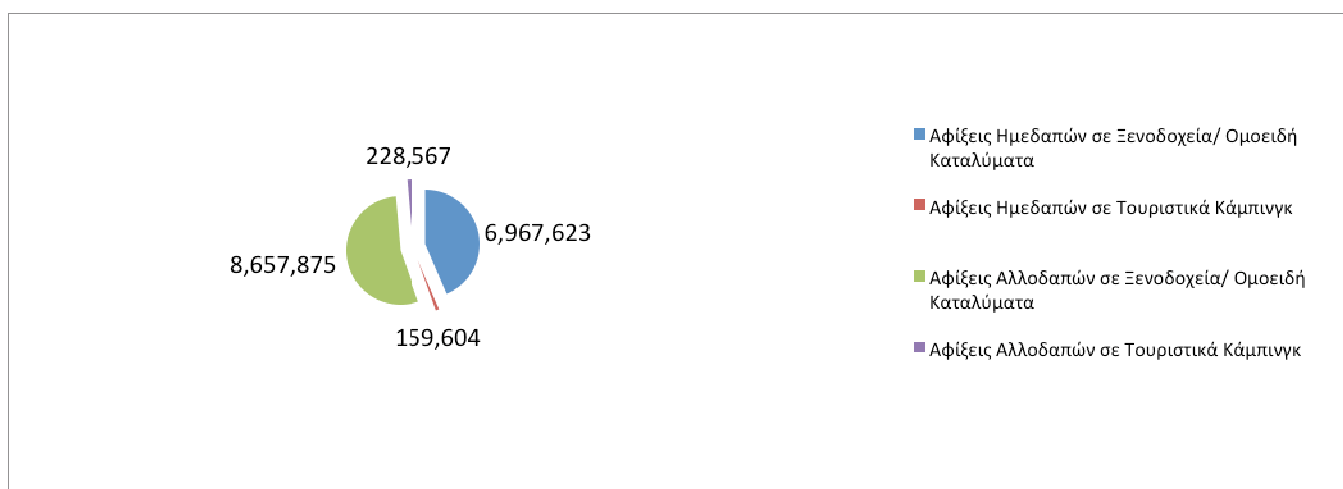 228,567
6,967,623
8,657,875
159,604
Αφίξεις Ημεδαπών σε Ξενοδοχεία/ Ομοειδή
Καταλύματα
Αφίξεις Ημεδαπών σε Τουριστικά Κάμπινγκ
Αφίξεις Αλλοδαπών σε Ξενοδοχεία/ Ομοειδή
Καταλύματα
Αφίξεις Αλλοδαπών σε Τουριστικά Κάμπινγκ